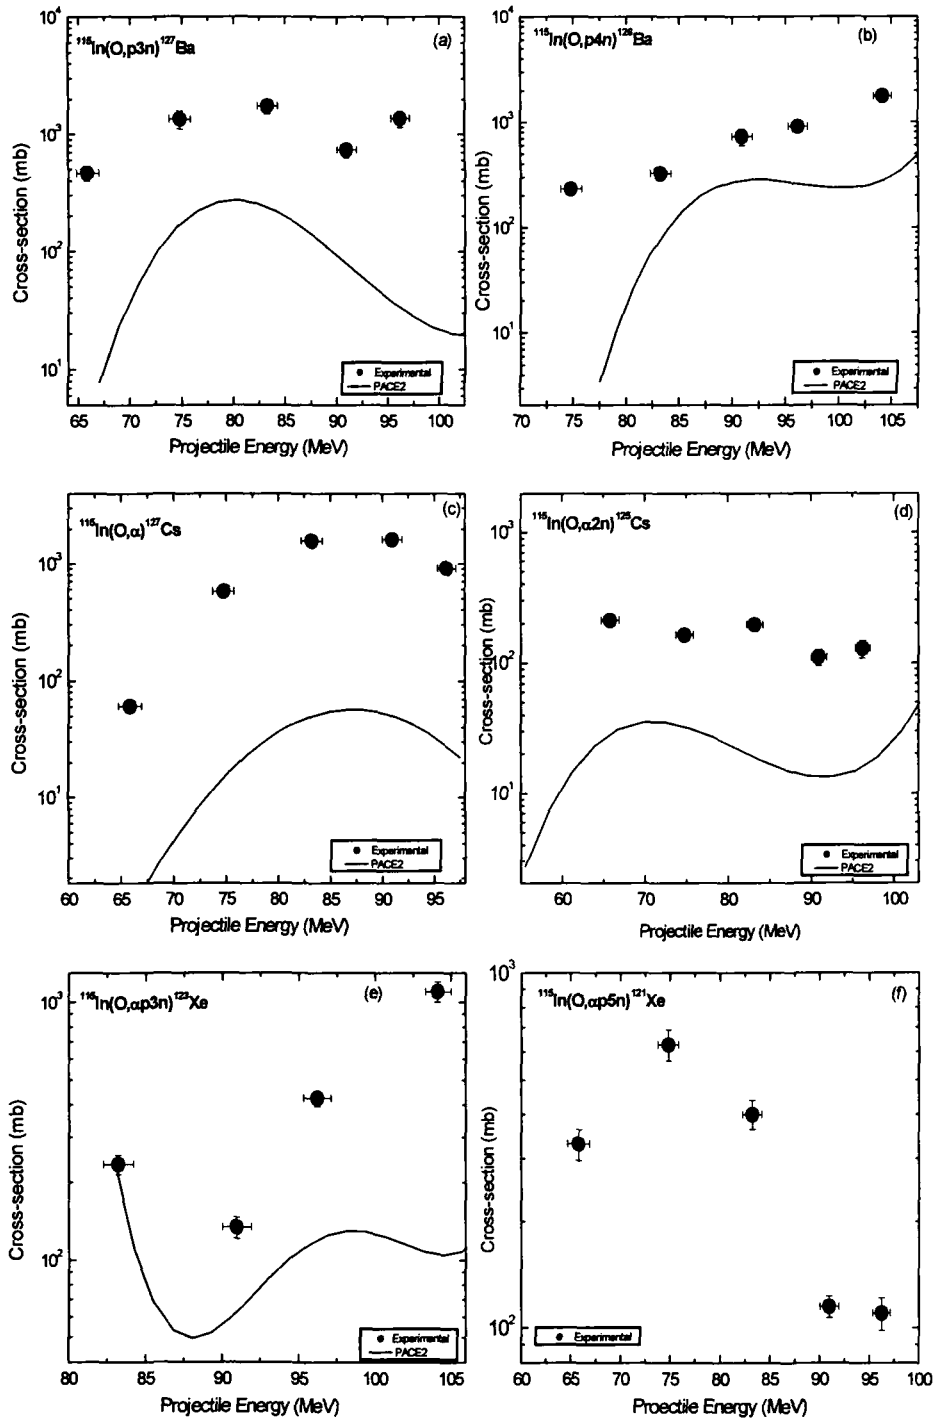 ¹¹⁵In(O,p3n)¹²⁷Ba
(a)
Cross-section (mb)
10⁴
10³
10²
10¹
Experimental
PACE2
65 70 75 80 85 90 95 100
Projectile Energy (MeV)
¹¹⁵In(O,p4n)¹²⁶Ba
(b)
Cross-section (mb)
10⁴
10³
10²
10¹
Experimental
PACE2
70 75 80 85 90 95 100 105
Projectile Energy (MeV)
¹¹⁵In(O,α)¹²⁷Cs
(c)
Cross-section (mb)
10³
10²
10¹
Experimental
PACE2
60 65 70 75 80 85 90 95
Projectile Energy (MeV)
¹¹⁵In(O,α2n)¹²⁵Cs
(d)
Cross-section (mb)
10³
10²
10¹
Experimental
PACE2
60 70 80 90 100
Projectile Energy (MeV)
¹¹⁵In(O,αp3n)¹²³Xe
(e)
Cross-section (mb)
10³
10²
Experimental
PACE2
80 85 90 95 100 105
Projectile Energy (MeV)
¹¹⁵In(O,αp5n)¹²¹Xe
(f)
Cross-section (mb)
10³
10²
Experimental
60 65 70 75 80 85 90 95 100
Proectile Energy (MeV)